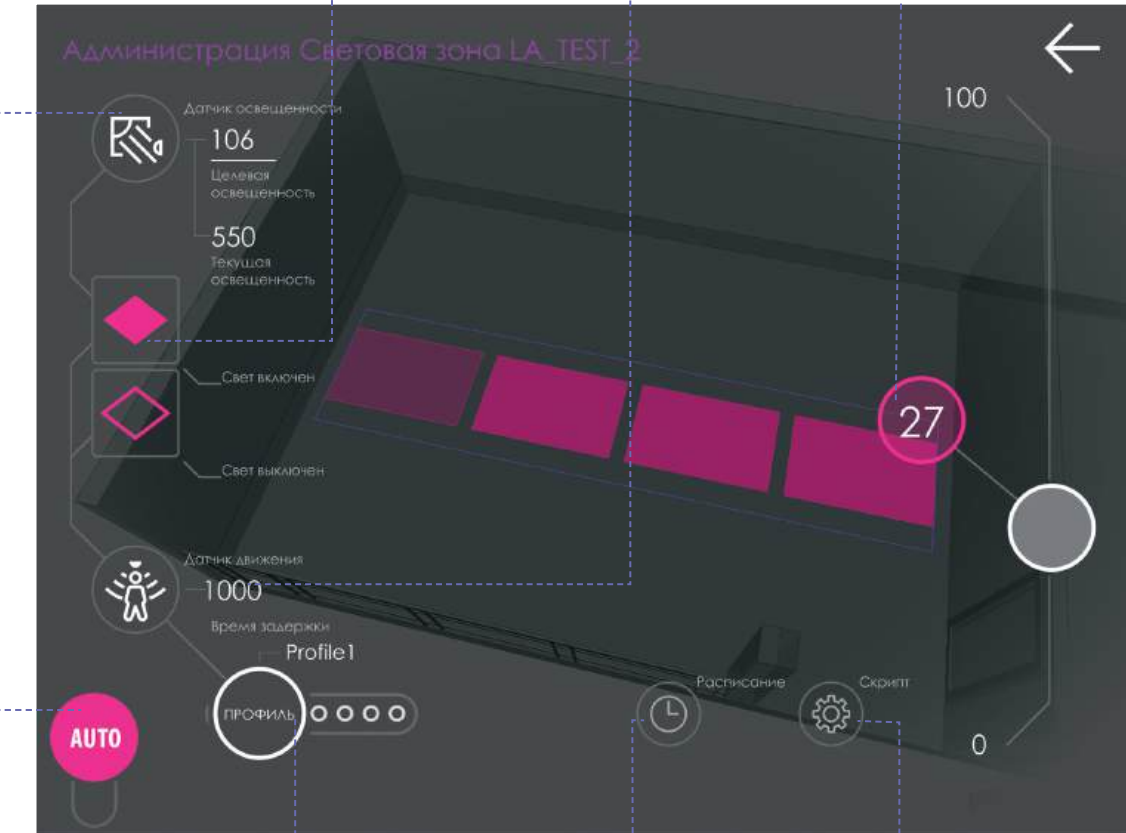 Администрация Световая зона LA_TEST_2
100
Датчик освещенности
106
Целевая
освещенность
550
Текущая
освещенность
Свет включен
27
Свет выключен
Датчик движения
1000
Время задержки
Profile1
Расписание
Скрипт
ПРОФИЛЬ
AUTO
0